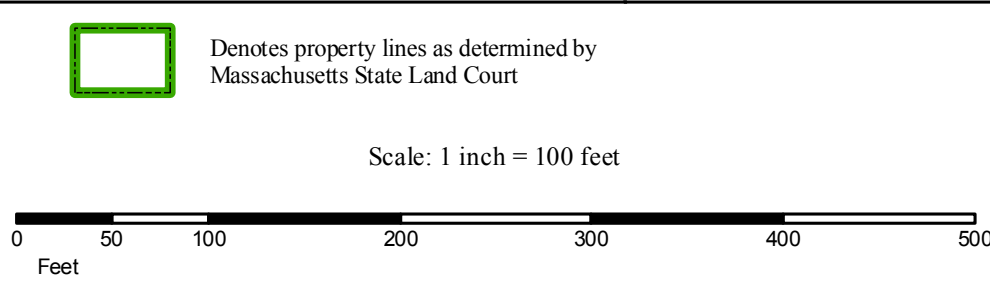 Denotes property lines as determined by
Massachusetts State Land Court
Scale: 1 inch = 100 feet
0 50 100 200 300 400 500
Feet